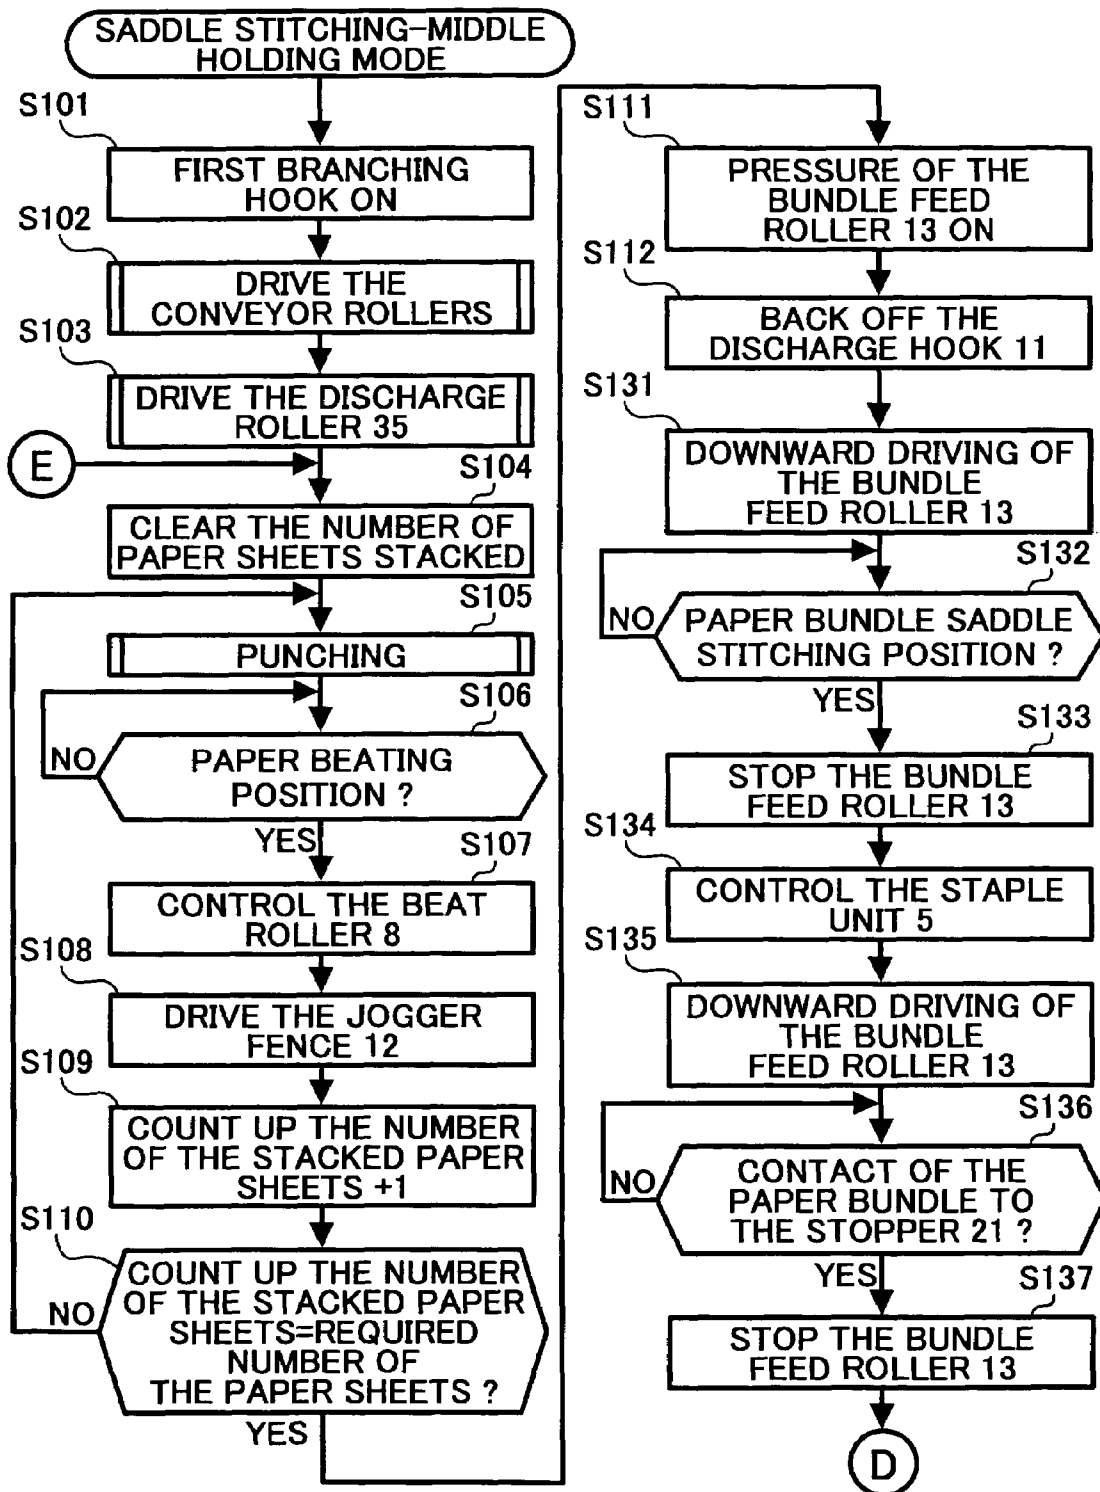 SADDLE STITCHING-MIDDLE
HOLDING MODE
S101
FIRST BRANCHING
HOOK ON
S102
DRIVE THE
CONVEYOR ROLLERS
S103
DRIVE THE DISCHARGE
ROLLER 35
E
S104
CLEAR THE NUMBER OF
PAPER SHEETS STACKED
S105
PUNCHING
S106
NO
PAPER BEATING
POSITION ?
YES
S107
CONTROL THE BEAT
ROLLER 8
S108
DRIVE THE JOGGER
FENCE 12
S109
COUNT UP THE NUMBER
OF THE STACKED PAPER
SHEETS +1
S110
NO
COUNT UP THE NUMBER
OF THE STACKED PAPER
SHEETS=REQUIRED
NUMBER OF
THE PAPER SHEETS ?
YES
S111
PRESSURE OF THE
BUNDLE FEED
ROLLER 13 ON
S112
BACK OFF THE
DISCHARGE HOOK 11
S131
DOWNWARD DRIVING OF
THE BUNDLE
FEED ROLLER 13
S132
NO
PAPER BUNDLE SADDLE
STITCHING POSITION ?
YES
S133
STOP THE BUNDLE
FEED ROLLER 13
S134
CONTROL THE STAPLE
UNIT 5
S135
DOWNWARD DRIVING OF
THE BUNDLE
FEED ROLLER 13
S136
NO
CONTACT OF THE
PAPER BUNDLE TO
THE STOPPER 21 ?
YES
S137
STOP THE BUNDLE
FEED ROLLER 13
D